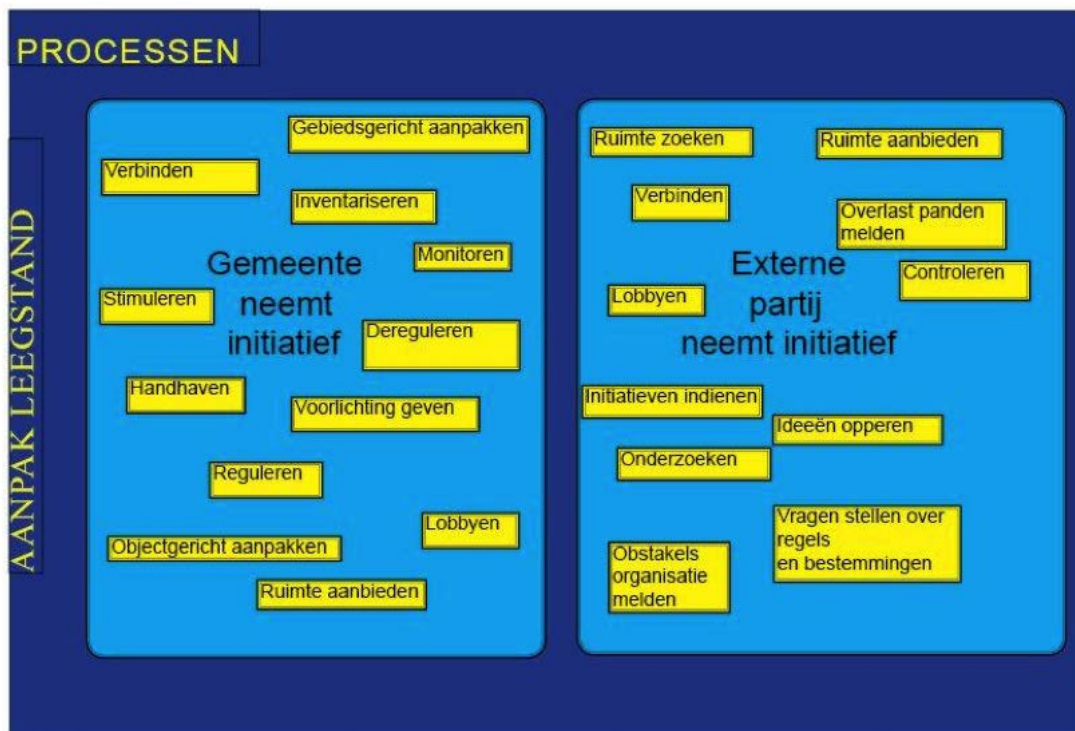 PROCESSEN
AANPAK LEEGSTAND
Gebiedsgericht aanpakken
Verbinden
Inventariseren
Monitoren
Gemeente
neemt
initiatief
Stimuleren
Dereguleren
Handhaven
Voorlichting geven
Reguleren
Lobbyen
Objectgericht aanpakken
Ruimte aanbieden
Ruimte zoeken
Ruimte aanbieden
Verbinden
Overlast panden
melden
Externe
partij
neemt initiatief
Controleren
Lobbyen
Initiatieven indienen
Ideeën opperen
Onderzoeken
Vragen stellen over
regels
en bestemmingen
Obstakels
organisatie
melden